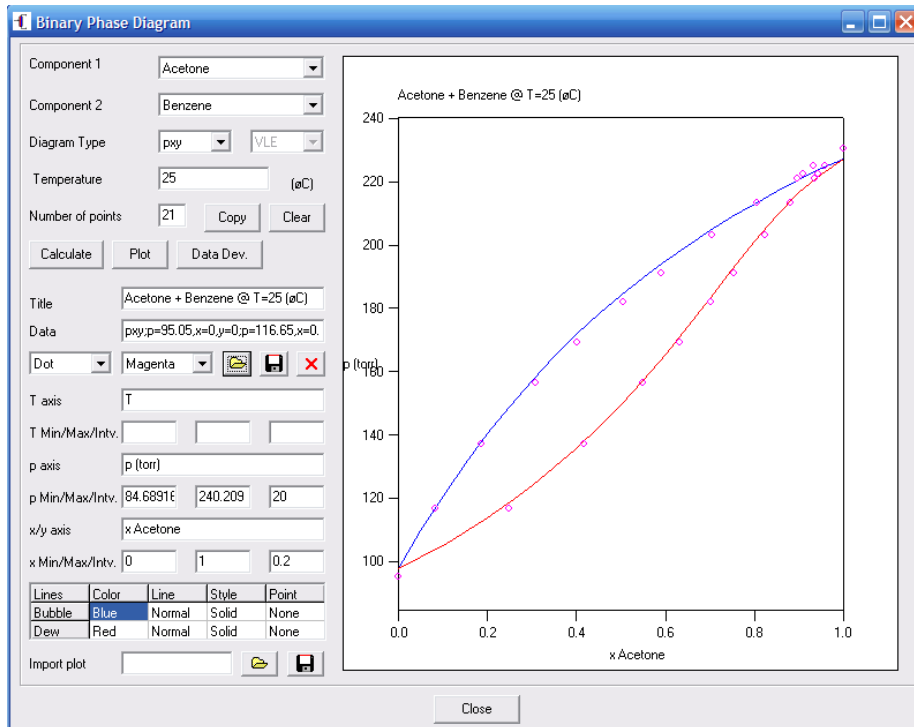 Binary Phase Diagram
Component 1 Acetone
Component 2 Benzene
Diagram Type pxy VLE
Temperature 25 (øC)
Number of points 21 Copy Clear
Calculate Plot Data Dev.
Title Acetone + Benzene @ T=25 (øC)
Data pxy;p=95.05,x=0,y=0;p=116.65,x=0.
Dot Magenta
T axis T
T Min/Max/Intv.
p axis p (torr)
p Min/Max/Intv. 84.68916 240.209 20
x/y axis x Acetone
x Min/Max/Intv. 0 1 0.2
Lines Color Line Style Point
Bubble Blue Normal Solid None
Dew Red Normal Solid None
Import plot
Acetone + Benzene @ T=25 (øC)
240
220
200
180
p (torr)
160
140
120
100
0.0 0.2 0.4 0.6 0.8 1.0
x Acetone
Close